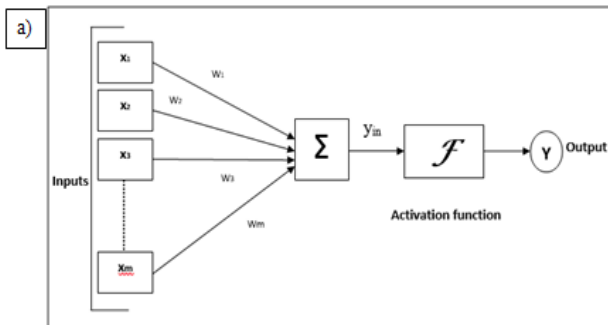 a)
X1
W1
X2
W2
X3
W3
Inputs
Σ
yin
F
Y
Output
Activation function
Wm
Xm